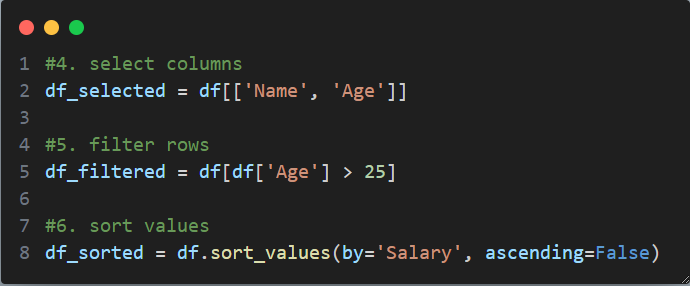 1 #4. select columns
2 df_selected = df[['Name', 'Age']]
3
4 #5. filter rows
5 df_filtered = df[df['Age'] > 25]
6
7 #6. sort values
8 df_sorted = df.sort_values(by='Salary', ascending=False)